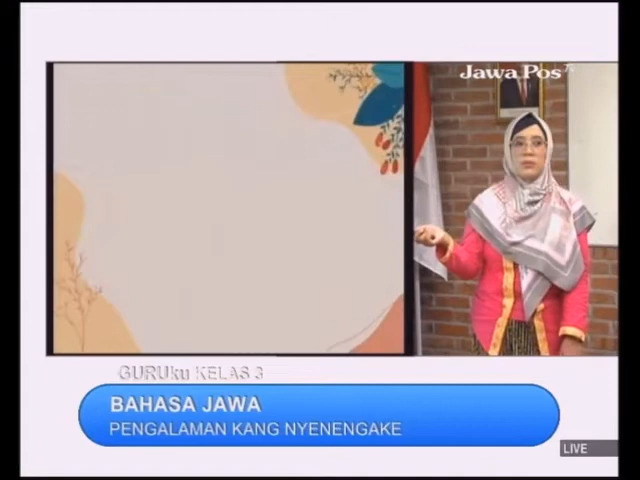 Jawa Pos
GURUku KELAS 3
BAHASA JAWA
PENGALAMAN KANG NYENENGAKE
LIVE